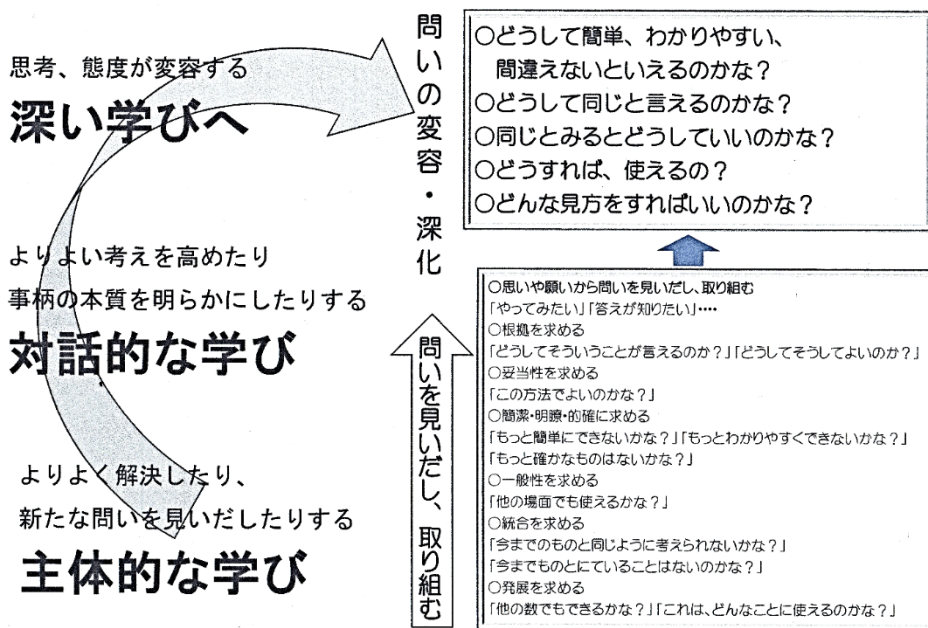 思考、態度が変容する
深い学びへ
よりよい考えを高めたり
事柄の本質を明らかにしたりする
対話的な学び
よりよく解決したり、
新たな問いを見いだしたりする
主体的な学び
問いの変容・深化
問いを見いだし、取り組む
○どうして簡単、わかりやすい、
間違えないといえるのかな？
○どうして同じと言えるのかな？
○同じとみるとどうしていいのかな？
○どうすれば、使えるの？
○どんな見方をすればいいのかな？
○思いや願いから問いを見いだし、取り組む
「やってみたい」「答えが知りたい」････
○根拠を求める
「どうしてそういうことが言えるのか？」「どうしてそうしてよいのか？」
○妥当性を求める
「この方法でよいのかな？」
○簡潔・明瞭・的確に求める
「もっと簡単にできないかな？」「もっとわかりやすくできないかな？」
「もっと確かなものはないかな？」
○一般性を求める
「他の場面でも使えるかな？」
○統合を求める
「今までのものと同じように考えられないかな？」
「今までものとにていることはないのかな？」
○発展を求める
「他の数でもできるかな？」「これは、どんなことに使えるのかな？」